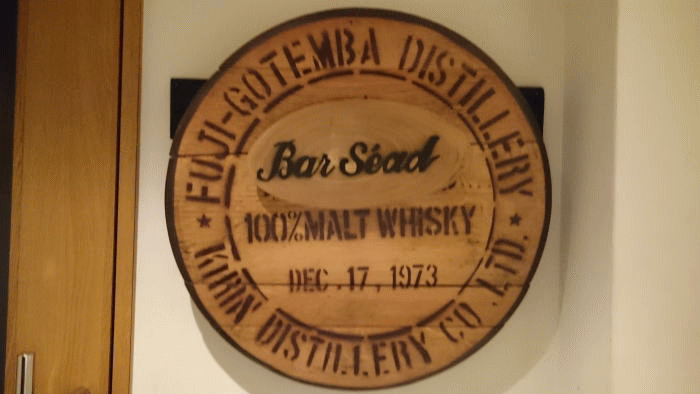 FUJI-GOTEMBA DISTILLERY
Bar Séad
100% MALT WHISKY
DEC. 17, 1973
KIRIN DISTILLERY CO., LTD.